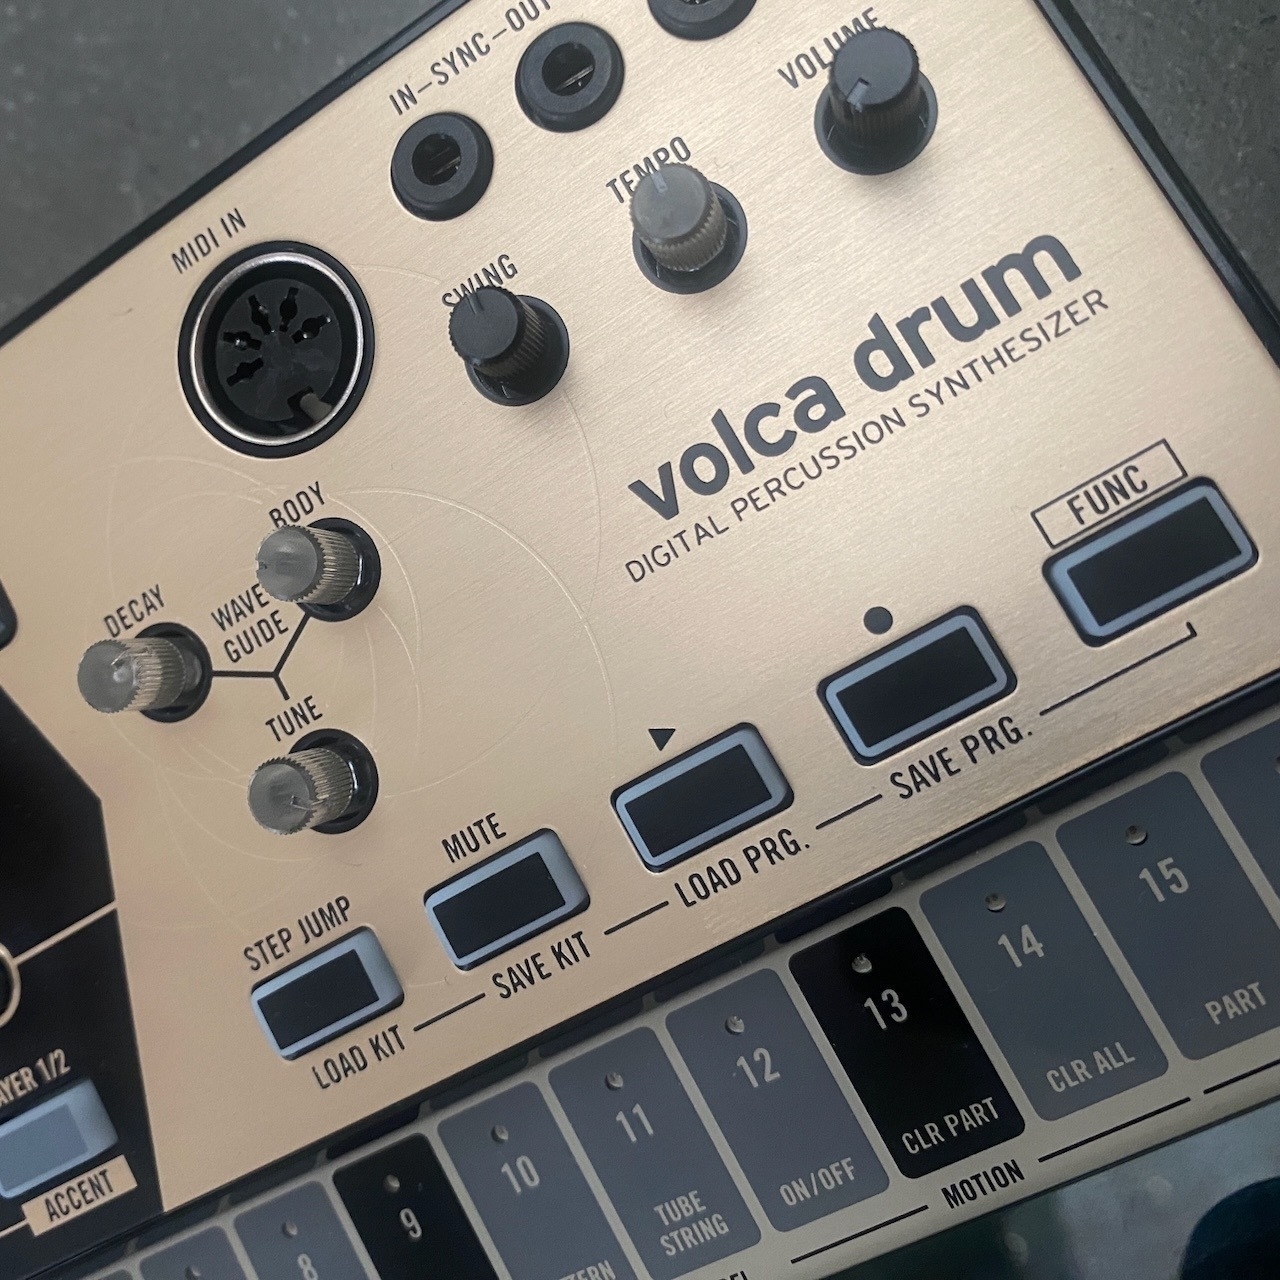 IN–SYNC–OUT
VOLUME
TEMPO
MIDI IN
SWING
volca drum
DIGITAL PERCUSSION SYNTHESIZER
BODY
DECAY
WAVE
GUIDE
TUNE
FUNC
STEP JUMP
MUTE
LOAD KIT
SAVE KIT
LOAD PRG.
SAVE PRG.
1/2
ACCENT
8
9
10
11
TUBE
STRING
12
ON/OFF
13
CLR PART
14
CLR ALL
15
PART
MOTION